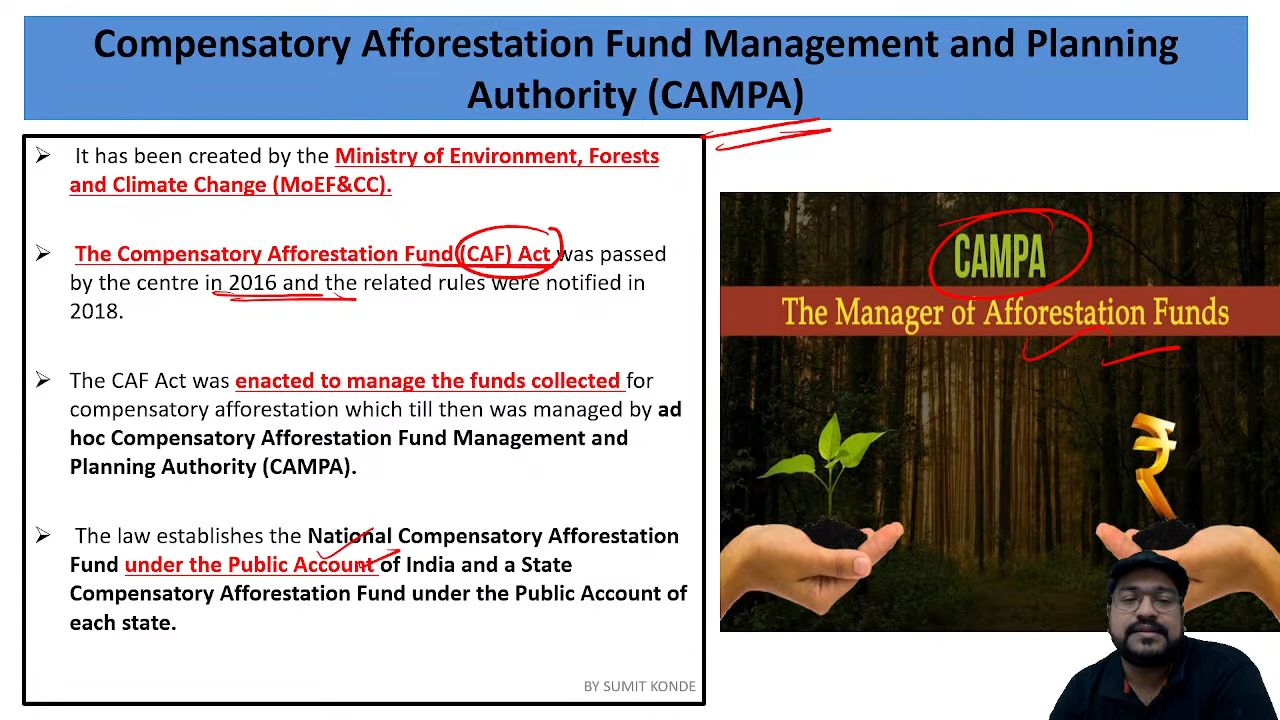 Compensatory Afforestation Fund Management and Planning
Authority (CAMPA)
➢ It has been created by the Ministry of Environment, Forests
and Climate Change (MoEF&CC).
➢ The Compensatory Afforestation Fund (CAF) Act was passed
by the centre in 2016 and the related rules were notified in
2018.
➢ The CAF Act was enacted to manage the funds collected for
compensatory afforestation which till then was managed by ad
hoc Compensatory Afforestation Fund Management and
Planning Authority (CAMPA).
➢ The law establishes the National Compensatory Afforestation
Fund under the Public Account of India and a State
Compensatory Afforestation Fund under the Public Account of
each state.
BY SUMIT KONDE
CAMPA
The Manager of Afforestation Funds
₹